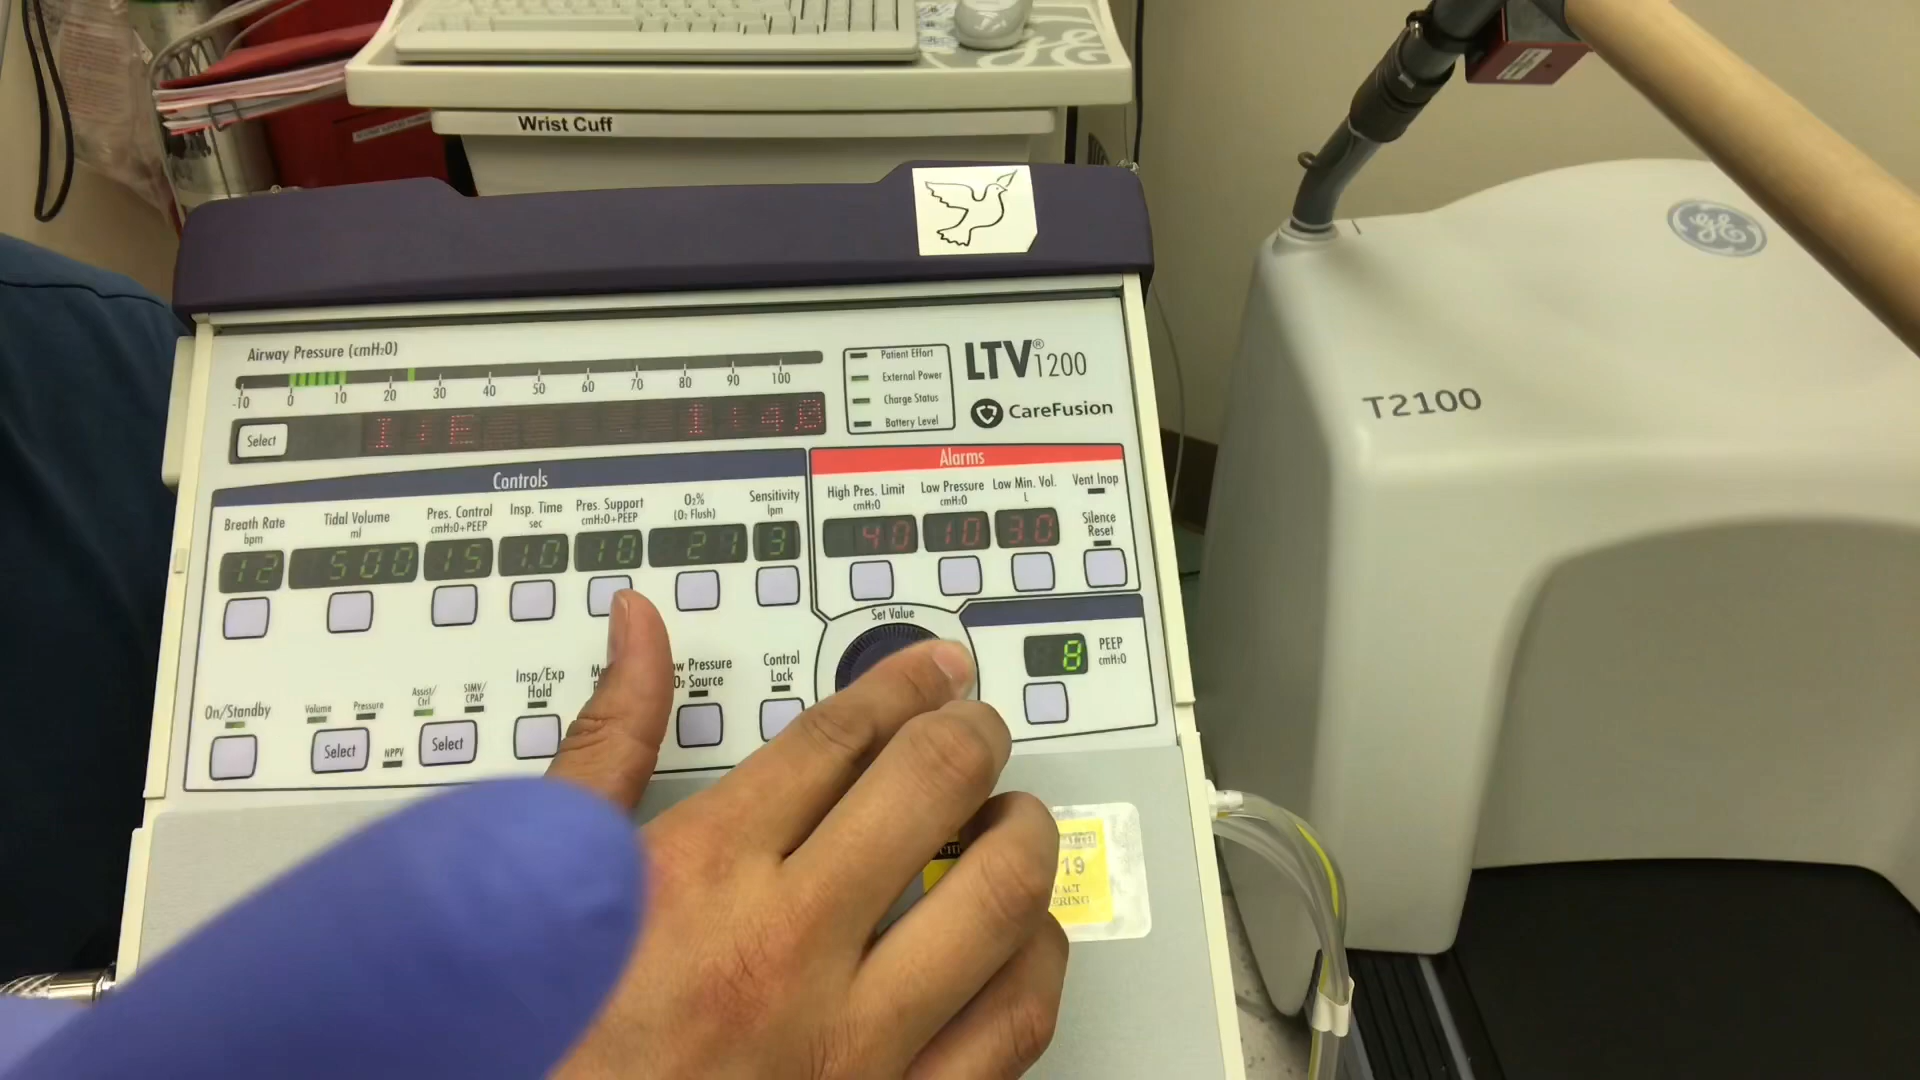 Wrist Cuff
GE
T2100
Airway Pressure (cmH2O)
-10 0 10 20 30 40 50 60 70 80 90 100
Select
I:E 1:4.0
Patient Effort
External Power
Charge Status
Battery Level
LTV® 1200
CareFusion
Controls
Breath Rate
bpm
12
Tidal Volume
ml
500
Pres. Control
cmH2O+PEEP
15
Insp. Time
sec
1.0
Pres. Support
cmH2O+PEEP
O2%
(O2 Flush)
21
Sensitivity
lpm
3
Alarms
High Pres. Limit
cmH2O
40
Low Pressure
cmH2O
10
Low Min. Vol.
L
3.0
Vent Inop
Silence
Reset
Set Value
8
PEEP
cmH2O
On/Standby
Volume
Pressure
Select
NPPV
Assist/
Ctrl
SIMV/
CPAP
Select
Insp/Exp
Hold
w Pressure
O2 Source
Control
Lock
19
ERING